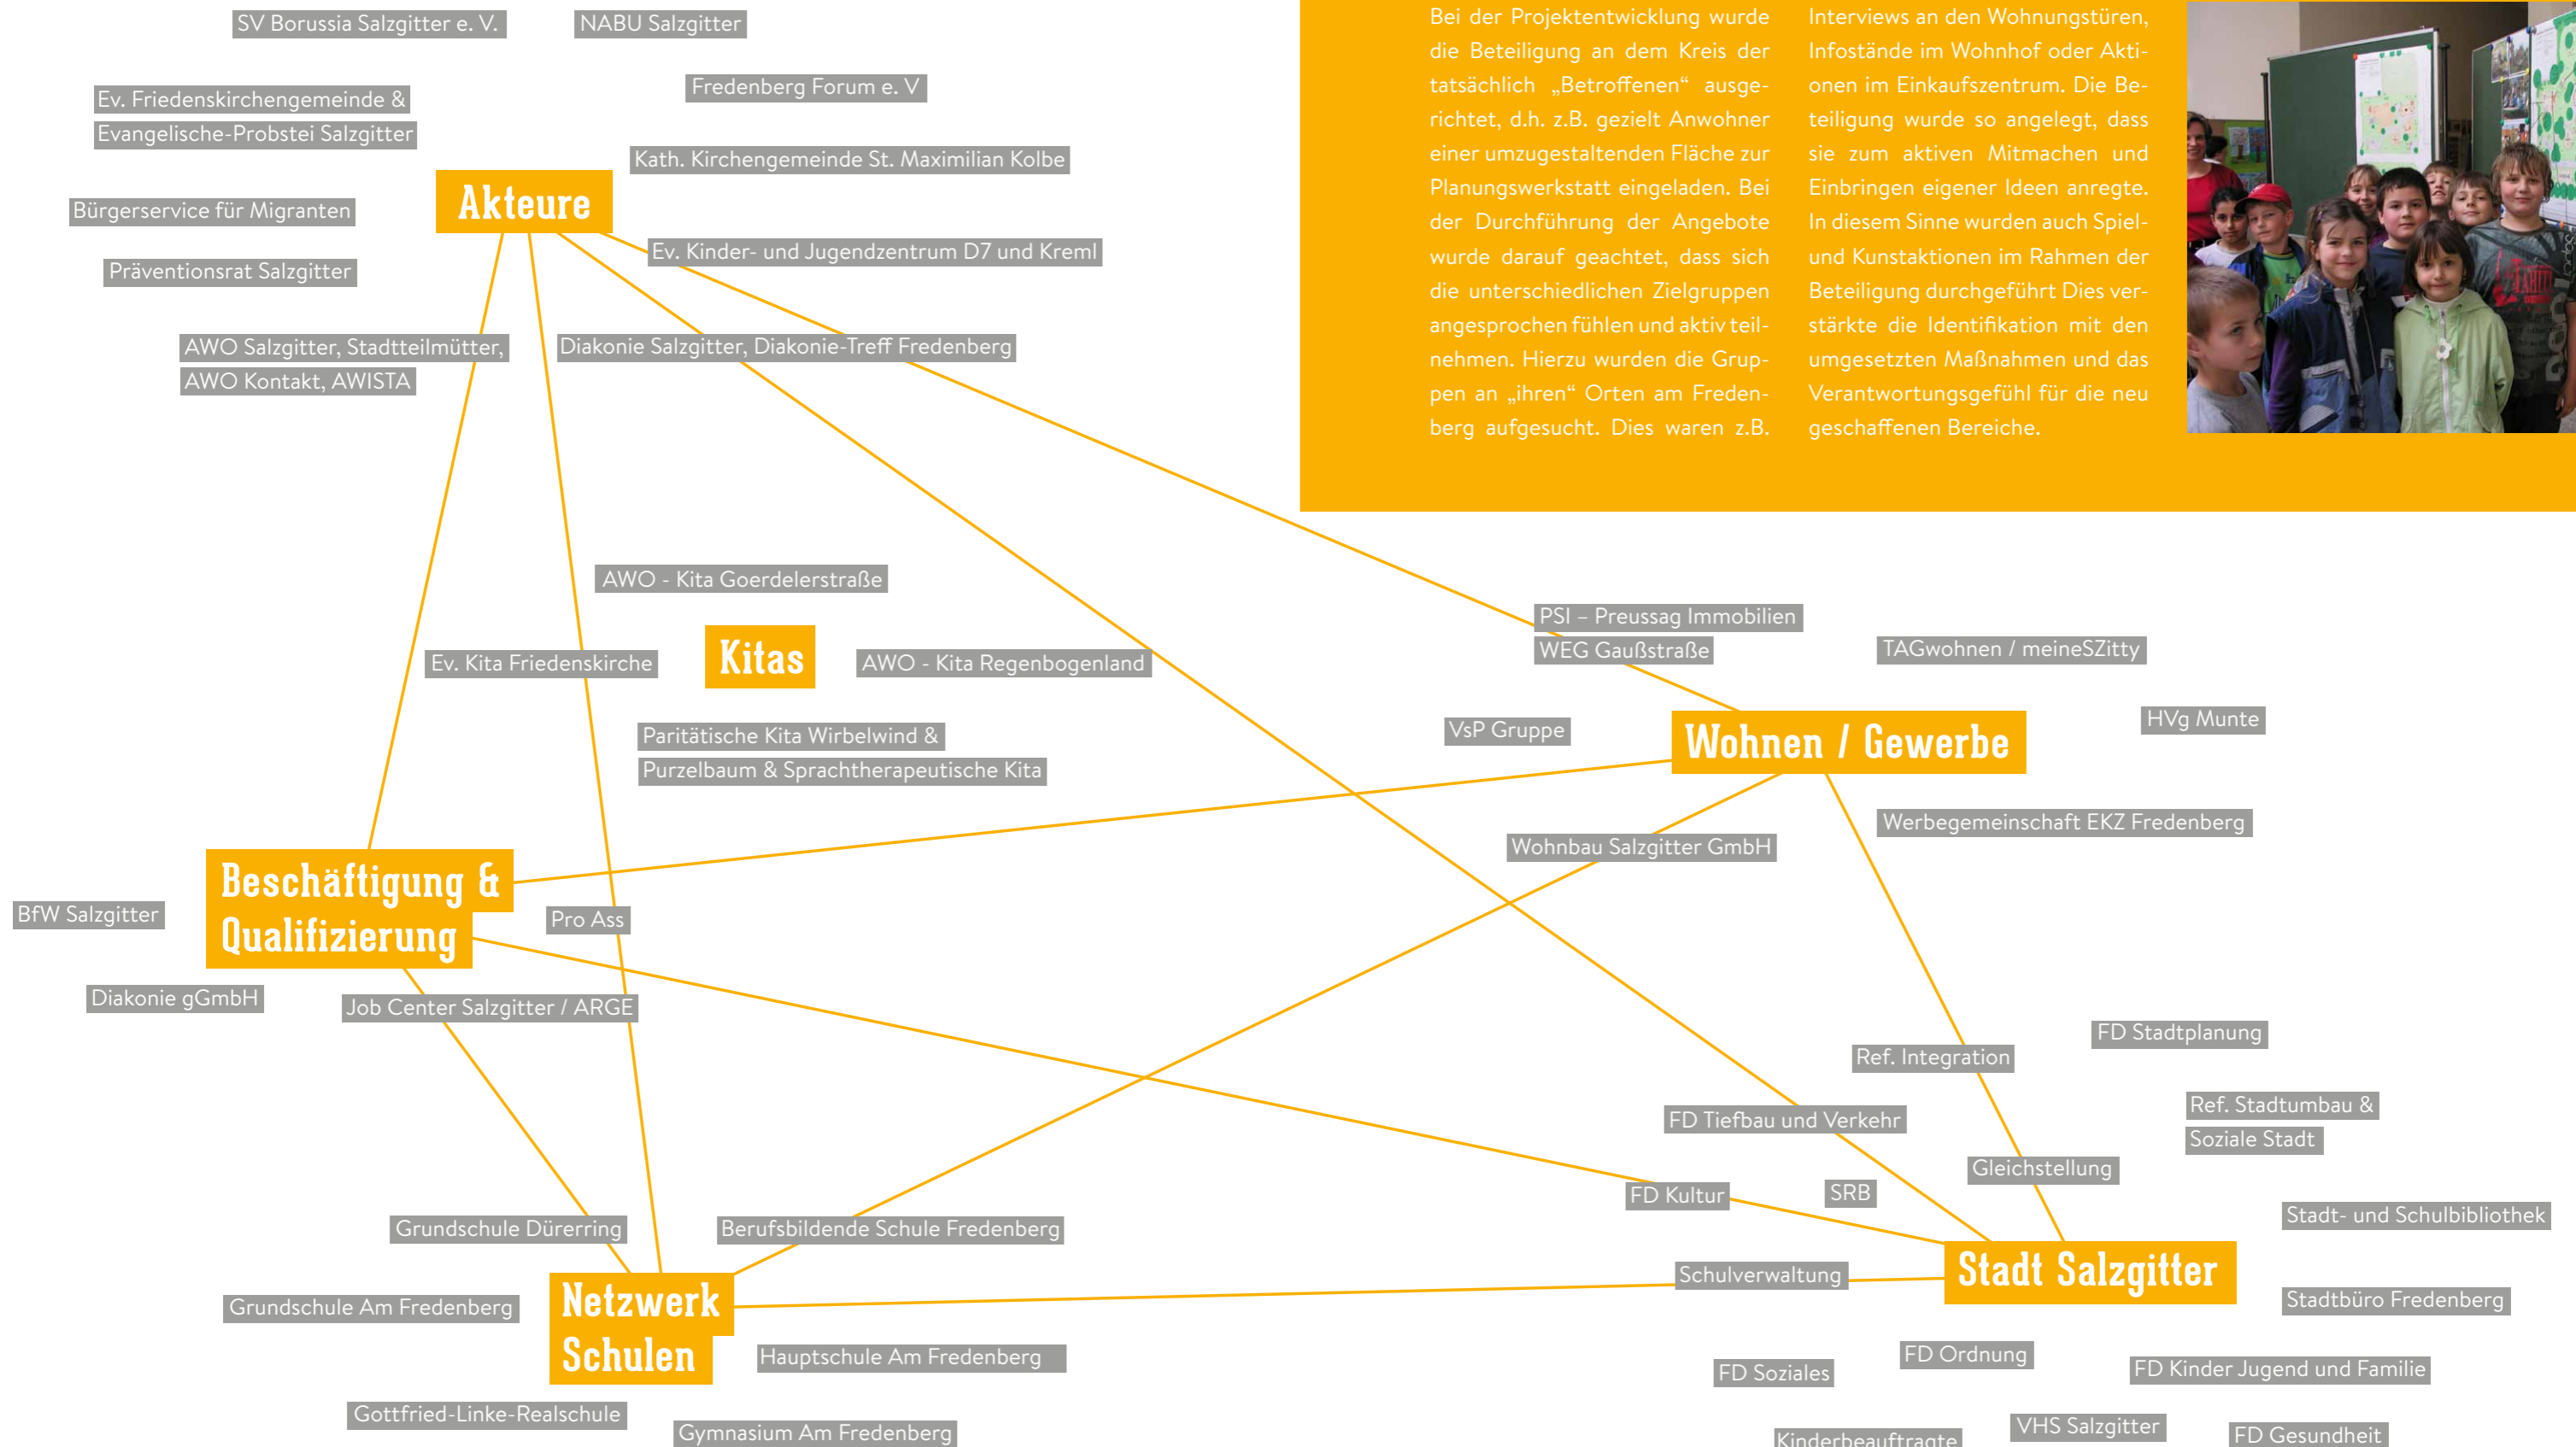 SV Borussia Salzgitter e. V.
NABU Salzgitter
Fredenberg Forum e. V
Ev. Friedenskirchengemeinde &
Evangelische-Probstei Salzgitter
Kath. Kirchengemeinde St. Maximilian Kolbe
Akteure
Bürgerservice für Migranten
Ev. Kinder- und Jugendzentrum D7 und Kreml
Präventionsrat Salzgitter
AWO Salzgitter, Stadtteilmütter,
AWO Kontakt, AWISTA
Diakonie Salzgitter, Diakonie-Treff Fredenberg
Bei der Projektentwicklung wurde
die Beteiligung an dem Kreis der
tatsächlich „Betroffenen“ ausge-
richtet, d.h. z.B. gezielt Anwohner
einer umzugestaltenden Fläche zur
Planungswerkstatt eingeladen. Bei
der Durchführung der Angebote
wurde darauf geachtet, dass sich
die unterschiedlichen Zielgruppen
angesprochen fühlen und aktiv teil-
nehmen. Hierzu wurden die Grup-
pen an „ihren“ Orten am Freden-
berg aufgesucht. Dies waren z.B.
Interviews an den Wohnungstüren,
Infostände im Wohnhof oder Akti-
onen im Einkaufszentrum. Die Be-
teiligung wurde so angelegt, dass
sie zum aktiven Mitmachen und
Einbringen eigener Ideen anregte.
In diesem Sinne wurden auch Spiel-
und Kunstaktionen im Rahmen der
Beteiligung durchgeführt Dies ver-
stärkte die Identifikation mit den
umgesetzten Maßnahmen und das
Verantwortungsgefühl für die neu
geschaffenen Bereiche.
AWO - Kita Goerdelerstraße
Kitas
Ev. Kita Friedenskirche
AWO - Kita Regenbogenland
Paritätische Kita Wirbelwind &
Purzelbaum & Sprachtherapeutische Kita
PSI – Preussag Immobilien
WEG Gaußstraße
TAGwohnen / meineSZitty
VsP Gruppe
Wohnen / Gewerbe
HVg Munte
Werbegemeinschaft EKZ Fredenberg
Wohnbau Salzgitter GmbH
Beschäftigung &
Qualifizierung
BfW Salzgitter
Pro Ass
Diakonie gGmbH
Job Center Salzgitter / ARGE
FD Stadtplanung
Ref. Integration
Ref. Stadtumbau &
Soziale Stadt
FD Tiefbau und Verkehr
Gleichstellung
FD Kultur
SRB
Stadt- und Schulbibliothek
Grundschule Dürerring
Berufsbildende Schule Fredenberg
Schulverwaltung
Stadt Salzgitter
Stadtbüro Fredenberg
Grundschule Am Fredenberg
Netzwerk
Schulen
Hauptschule Am Fredenberg
FD Soziales
FD Ordnung
FD Kinder Jugend und Familie
Gottfried-Linke-Realschule
Gymnasium Am Fredenberg
Kinderbeauftragte
VHS Salzgitter
FD Gesundheit